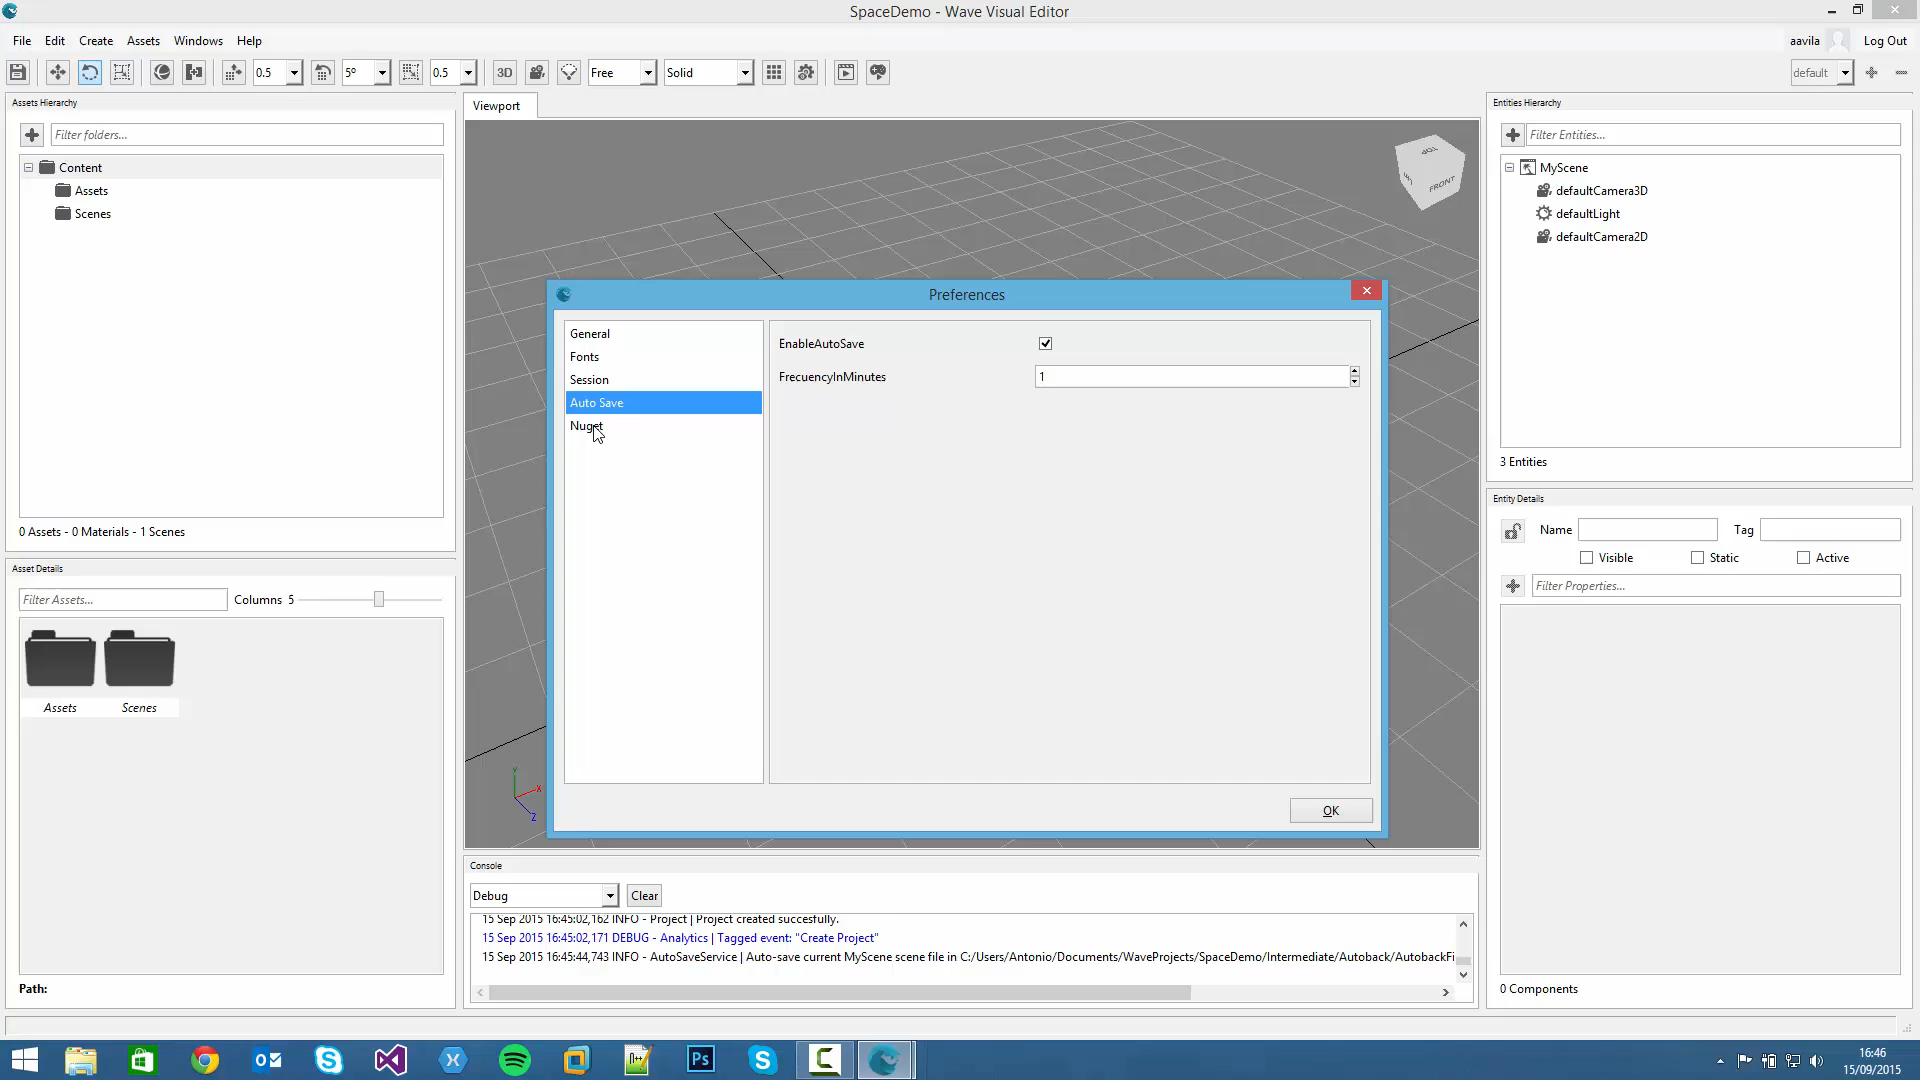 SpaceDemo - Wave Visual Editor
File Edit Create Assets Windows Help
aavila Log Out
0.5 5º 0.5 3D Free Solid default
Assets Hierarchy
Filter folders...
Content
Assets
Scenes
0 Assets - 0 Materials - 1 Scenes
Asset Details
Filter Assets... Columns 5
Assets Scenes
Path:
Viewport
TOP
FRONT
Preferences
General
Fonts
Session
Auto Save
Nuget
EnableAutoSave
FrecuencyInMinutes 1
OK
Y
X
Z
Console
Debug Clear
15 Sep 2015 16:45:02,162 INFO - Project | Project created succesfully.
15 Sep 2015 16:45:02,171 DEBUG - Analytics | Tagged event: "Create Project"
15 Sep 2015 16:45:44,743 INFO - AutoSaveService | Auto-save current MyScene scene file in C:/Users/Antonio/Documents/WaveProjects/SpaceDemo/Intermediate/Autoback/AutobackFi
Entities Hierarchy
Filter Entities...
MyScene
defaultCamera3D
defaultLight
defaultCamera2D
3 Entities
Entity Details
Name Tag
Visible Static Active
Filter Properties...
0 Components
16:46
15/09/2015